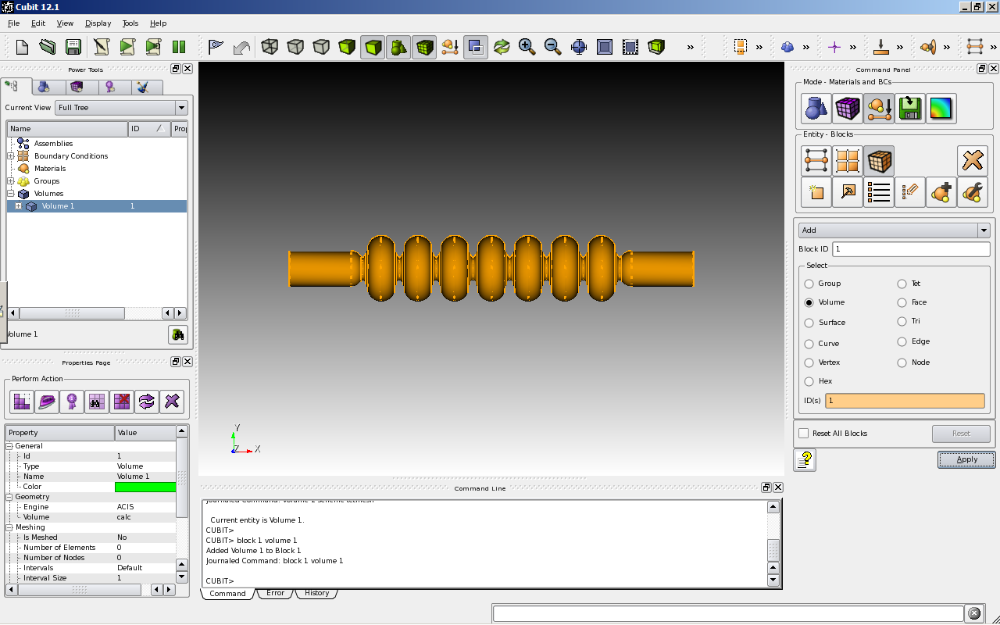 Cubit 12.1
File Edit View Display Tools Help
Power Tools
Current View Full Tree
Name ID
Assemblies
Boundary Conditions
Materials
Groups
Volumes
Volume 1 1
Volume 1
Properties Page
Perform Action
Property Value
General
Id 1
Type Volume
Name Volume 1
Color
Geometry
Engine ACIS
Volume calc
Meshing
Is Meshed No
Number of Elements 0
Number of Nodes 0
Intervals Default
Interval Size 1
Y
Z X
Command Line
Journaled Command: volume 1 scheme tetmesh
Current entity is Volume 1.
CUBIT>
CUBIT> block 1 volume 1
Added Volume 1 to Block 1
Journaled Command: block 1 volume 1
CUBIT>
Command Error History
Command Panel
Mode - Materials and BCs
Entity - Blocks
Add
Block ID 1
Select
Group Tet
Volume Face
Surface Tri
Curve Edge
Vertex Node
Hex
ID(s) 1
Reset All Blocks Reset
Apply